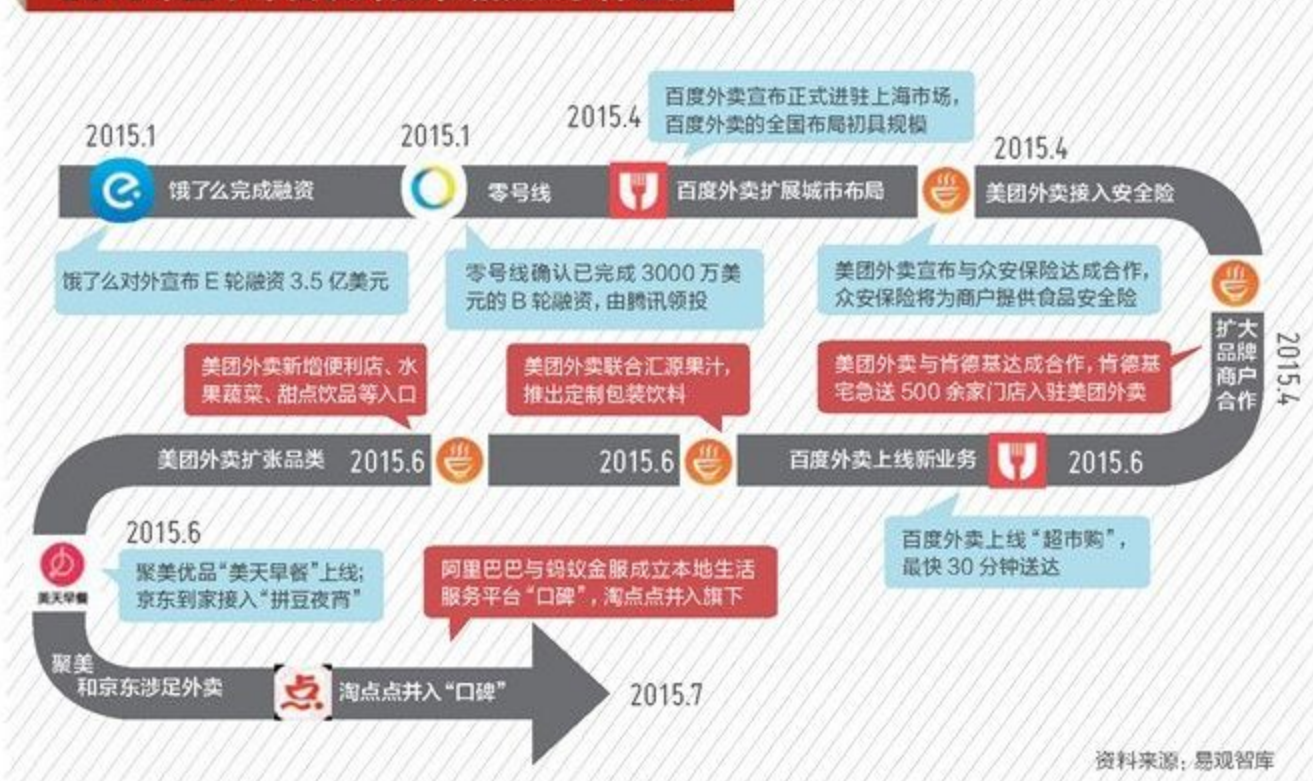 2015.1
饿了么完成融资
饿了么对外宣布 E 轮融资 3.5 亿美元
2015.1
零号线
零号线确认已完成 3000 万美
元的 B 轮融资，由腾讯领投
2015.4
百度外卖宣布正式进驻上海市场，
百度外卖的全国布局初具规模
百度外卖扩展城市布局
2015.4
美团外卖接入安全险
美团外卖宣布与众安保险达成合作，
众安保险将为商户提供食品安全险
扩大
品牌
商户
合作
2015.4
美团外卖与肯德基达成合作，肯德基
宅急送 500 余家门店入驻美团外卖
2015.6
百度外卖上线新业务
百度外卖上线“超市购”，
最快 30 分钟送达
美团外卖联合汇源果汁，
推出定制包装饮料
2015.6
美团外卖新增便利店、水
果蔬菜、甜点饮品等入口
美团外卖扩张品类
2015.6
2015.6
美天早餐
聚美优品“美天早餐”上线；
京东到家接入“拼豆夜宵”
聚美
和京东涉足外卖
阿里巴巴与蚂蚁金服成立本地生活
服务平台“口碑”，淘点点并入旗下
点
淘点点并入“口碑”
2015.7
资料来源：易观智库